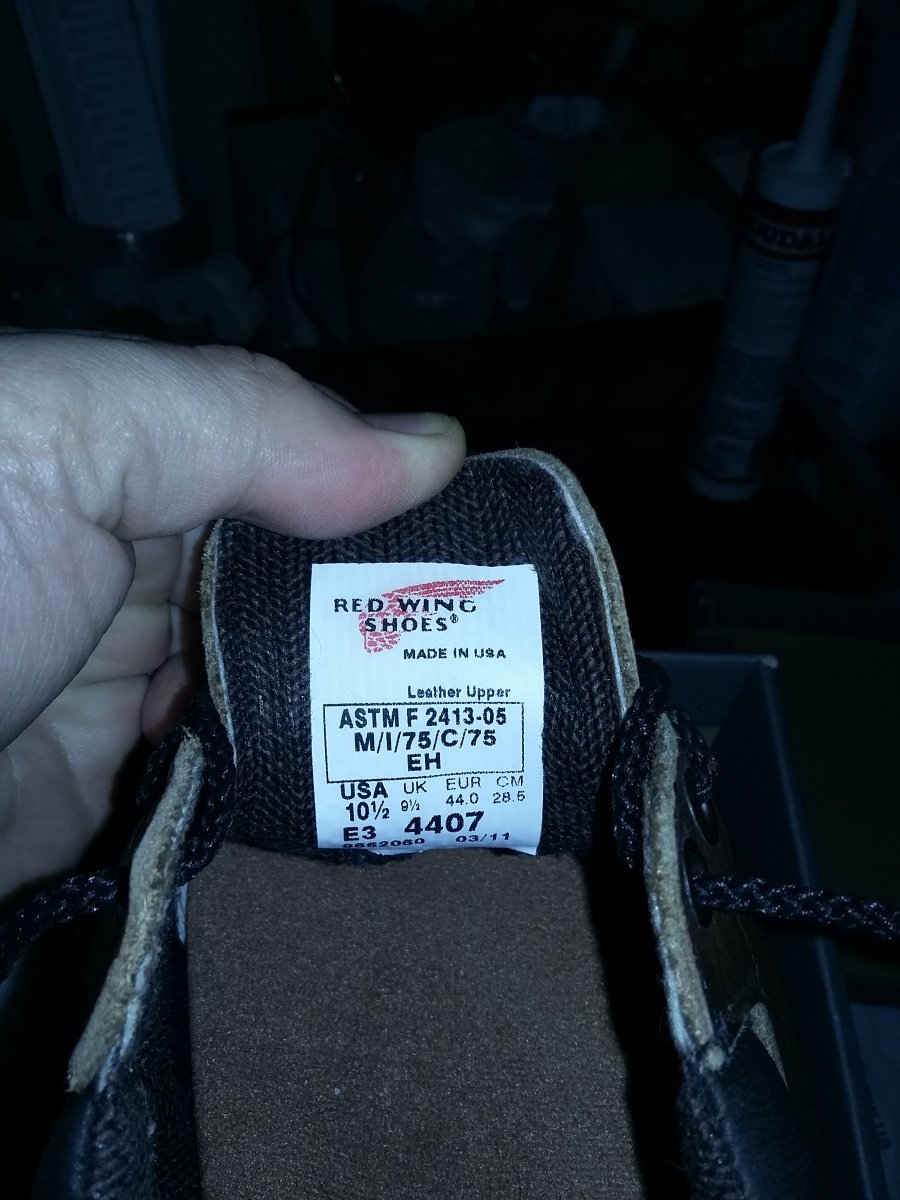 OUDAL
RED WING
SHOES®
MADE IN USA
Leather Upper
ASTM F 2413-05
M/I/75/C/75
EH
USA UK EUR CM
10½ 9½ 44.0 28.5
E3 4407
03/11